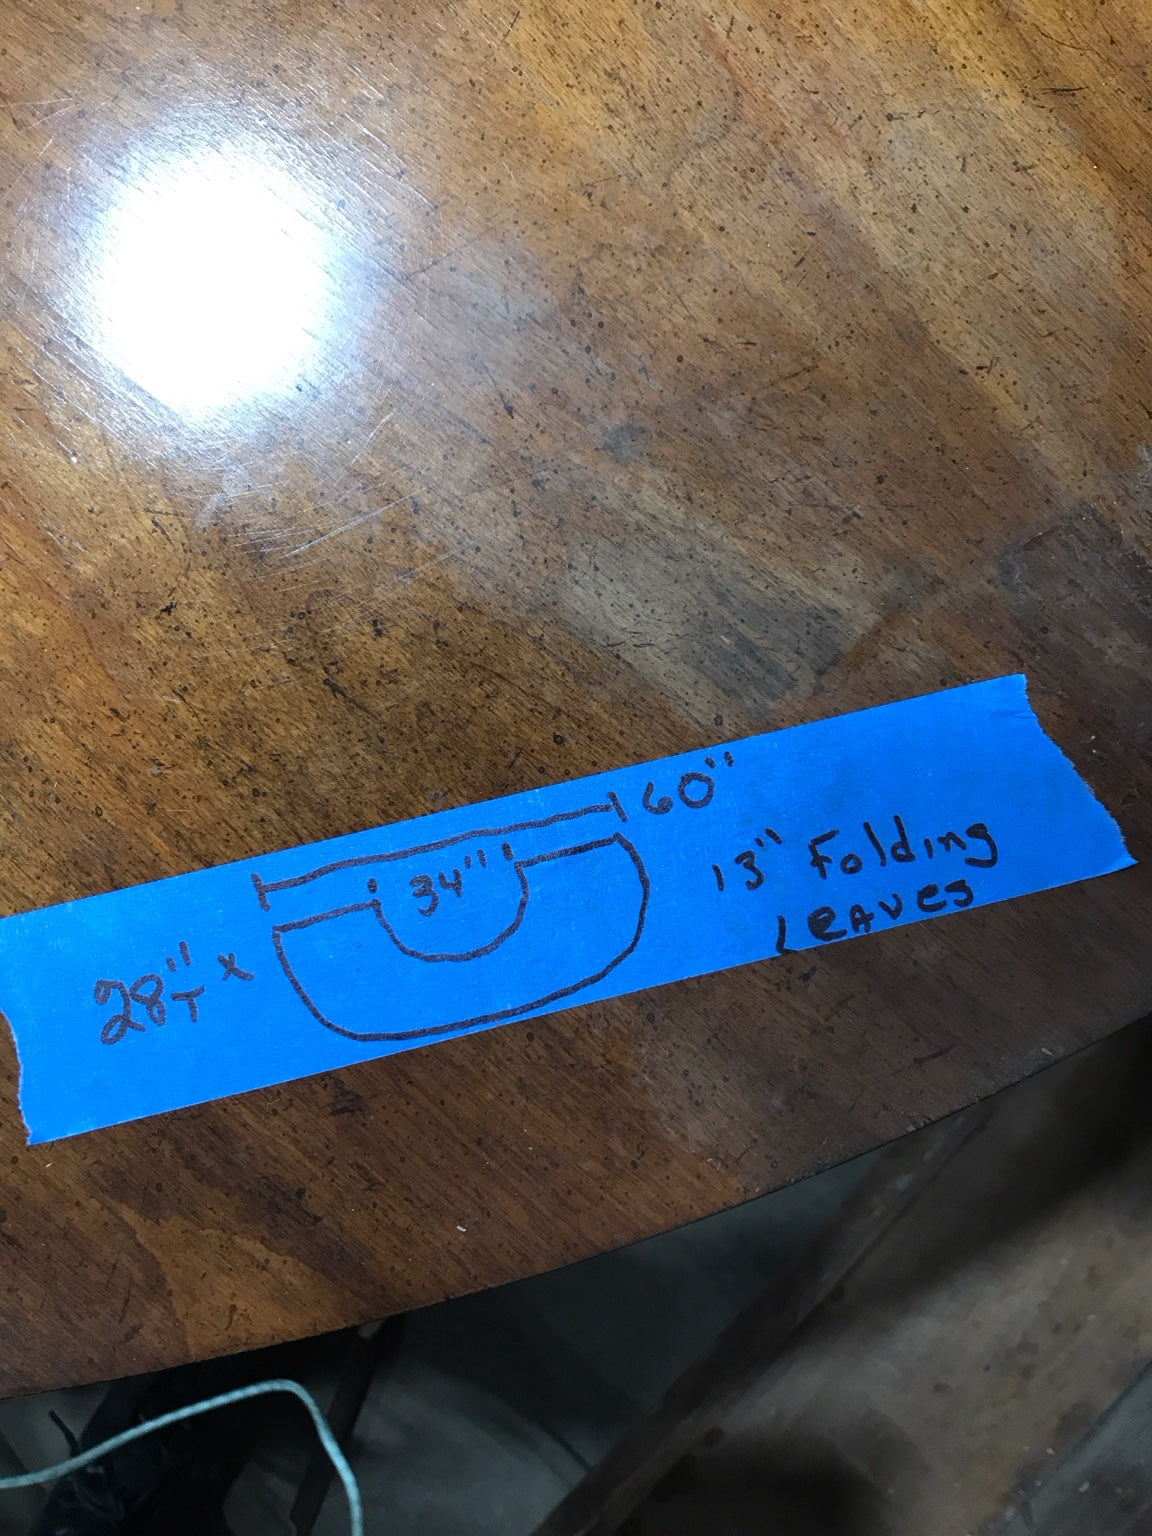 60"
34"
13" Folding
Leaves
28"T x